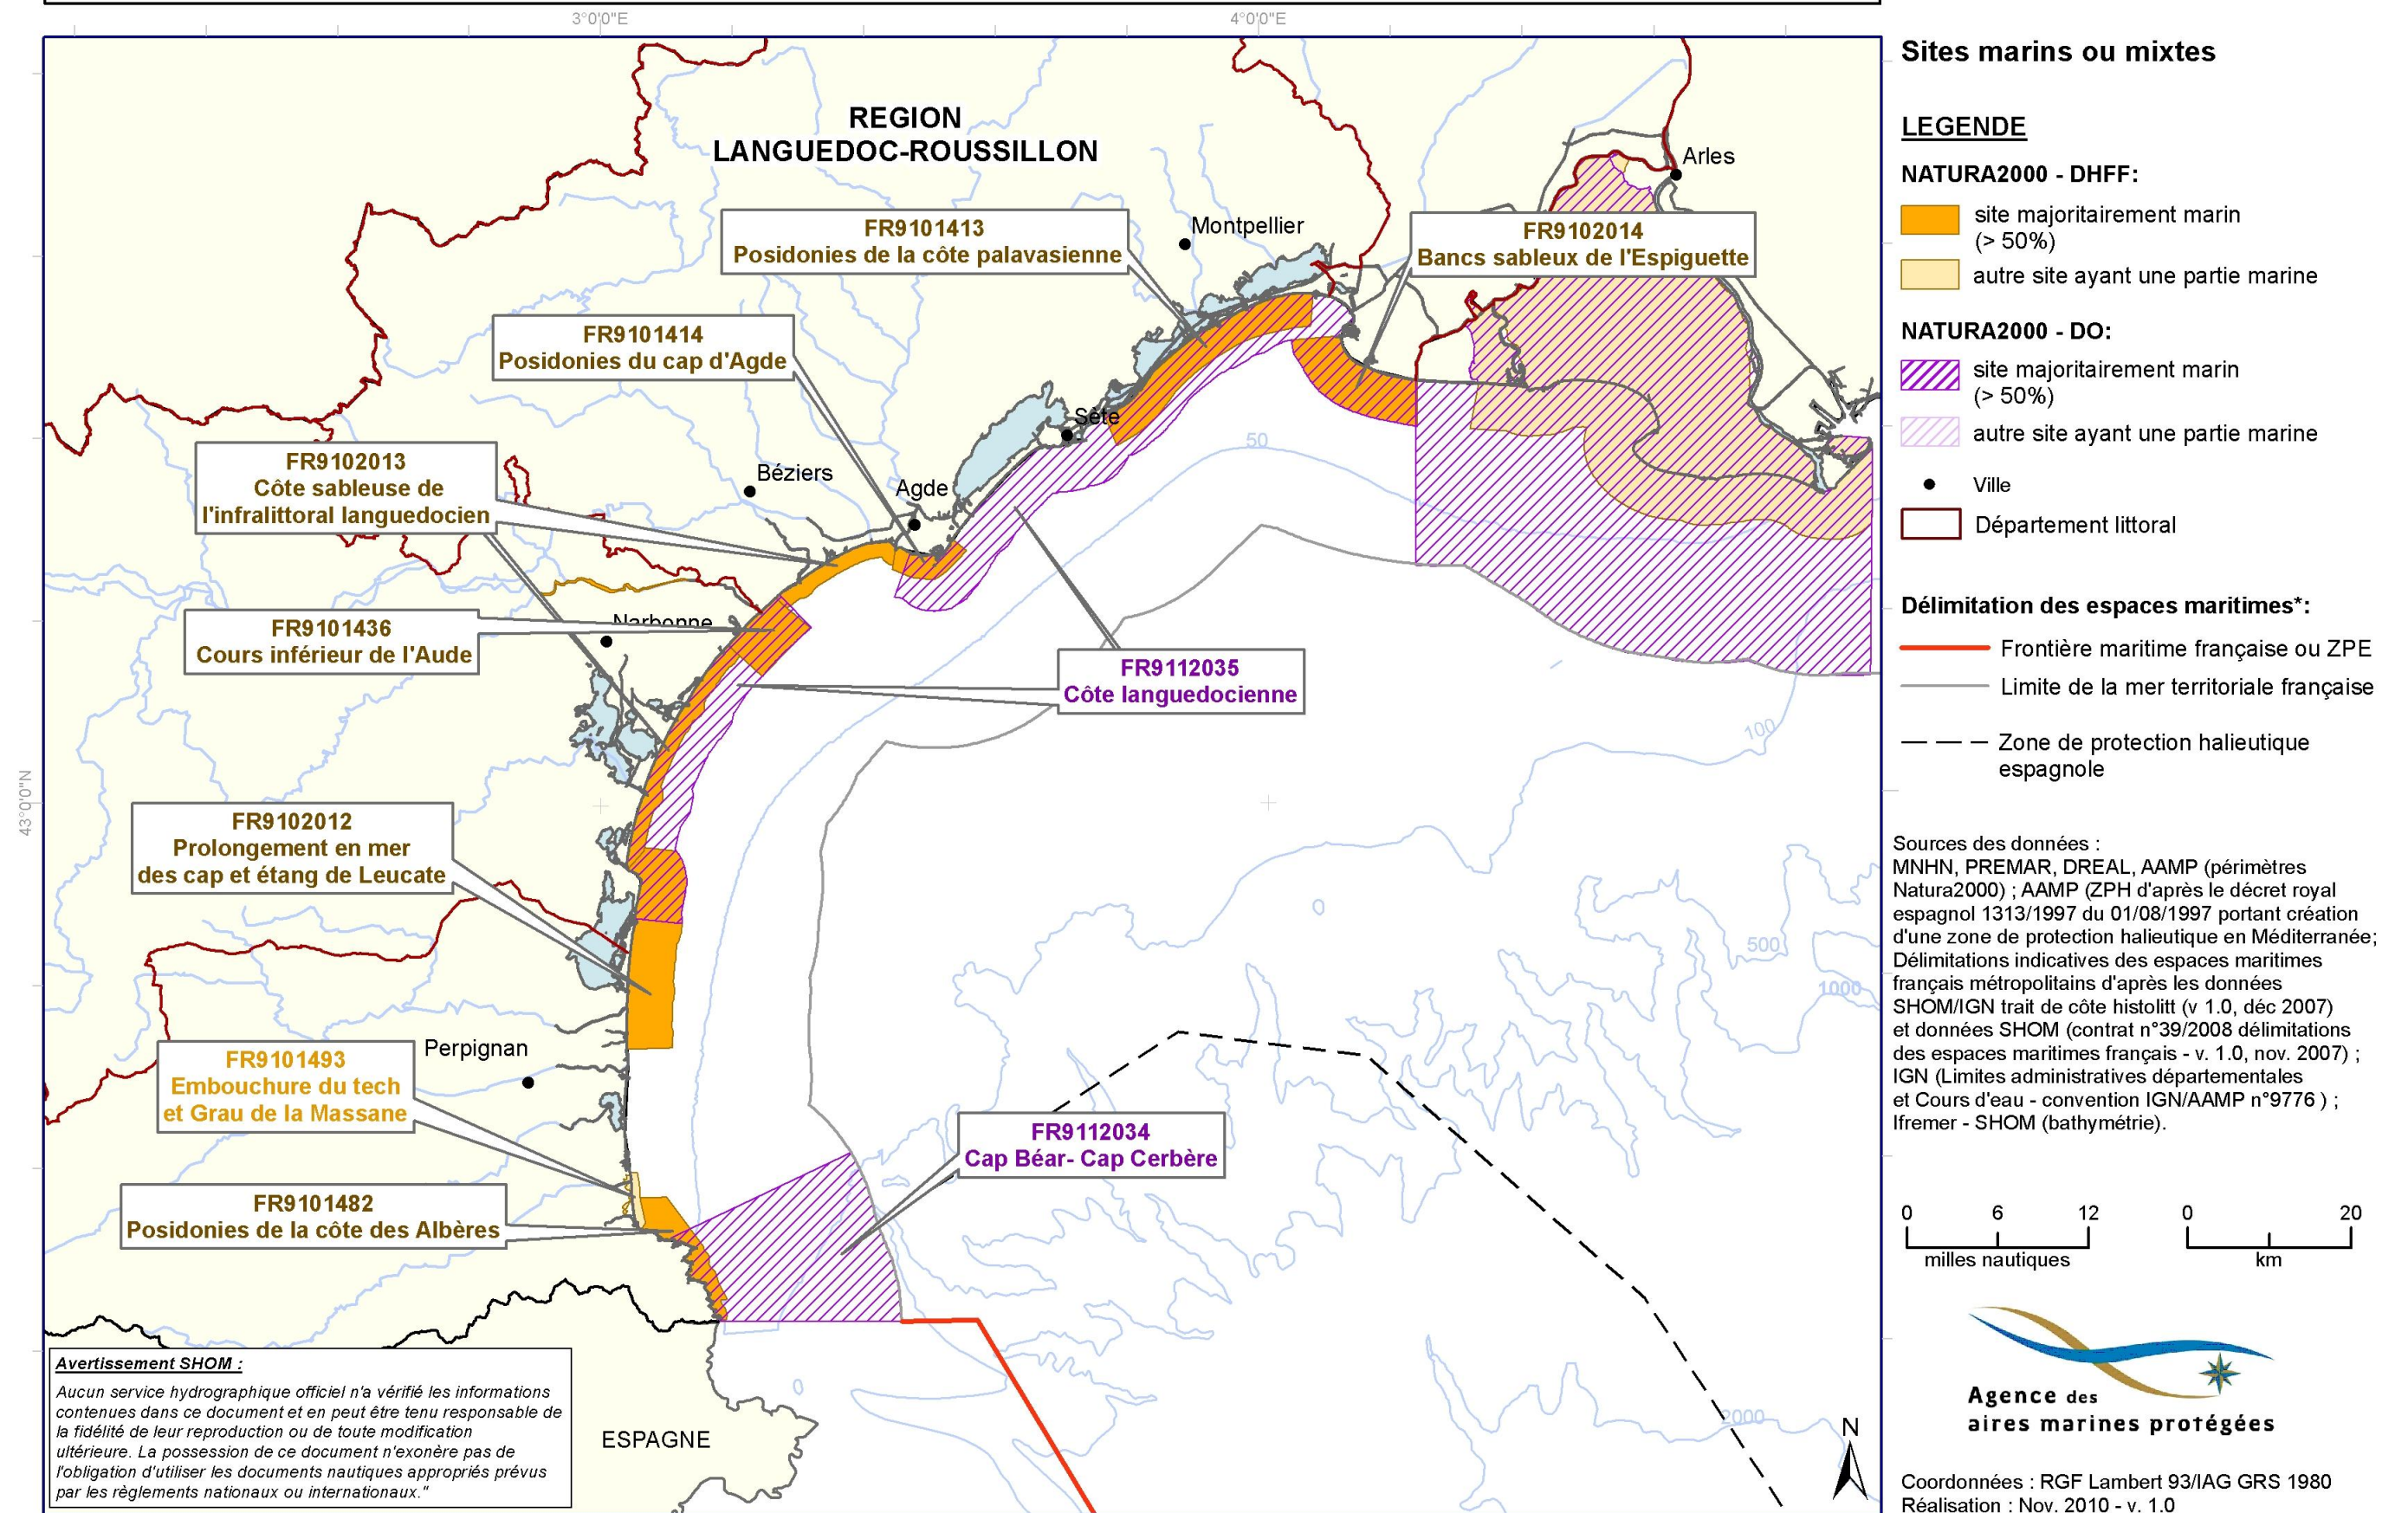 3°0'0"E
4°0'0"E
43°0'0"N
REGION
LANGUEDOC-ROUSSILLON
Arles
Montpellier
FR9101413
Posidonies de la côte palavasienne
FR9102014
Bancs sableux de l'Espiguette
FR9101414
Posidonies du cap d'Agde
Sète
50
Béziers
Agde
FR9102013
Côte sableuse de
l'infralittoral languedocien
Narbonne
FR9101436
Cours inférieur de l'Aude
FR9112035
Côte languedocienne
100
FR9102012
Prolongement en mer
des cap et étang de Leucate
500
1000
Perpignan
FR9101493
Embouchure du tech
et Grau de la Massane
FR9112034
Cap Béar- Cap Cerbère
FR9101482
Posidonies de la côte des Albères
2000
N
ESPAGNE
Avertissement SHOM :
Aucun service hydrographique officiel n'a vérifié les informations
contenues dans ce document et en peut être tenu responsable de
la fidélité de leur reproduction ou de toute modification
ultérieure. La possession de ce document n'exonère pas de
l'obligation d'utiliser les documents nautiques appropriés prévus
par les règlements nationaux ou internationaux."
Sites marins ou mixtes
LEGENDE
NATURA2000 - DHFF:
site majoritairement marin
(> 50%)
autre site ayant une partie marine
NATURA2000 - DO:
site majoritairement marin
(> 50%)
autre site ayant une partie marine
Ville
Département littoral
Délimitation des espaces maritimes*:
Frontière maritime française ou ZPE
Limite de la mer territoriale française
Zone de protection halieutique
espagnole
Sources des données :
MNHN, PREMAR, DREAL, AAMP (périmètres
Natura2000) ; AAMP (ZPH d'après le décret royal
espagnol 1313/1997 du 01/08/1997 portant création
d'une zone de protection halieutique en Méditerranée;
Délimitations indicatives des espaces maritimes
français métropolitains d'après les données
SHOM/IGN trait de côte histolitt (v 1.0, déc 2007)
et données SHOM (contrat n°39/2008 délimitations
des espaces maritimes français - v. 1.0, nov. 2007) ;
IGN (Limites administratives départementales
et Cours d'eau - convention IGN/AAMP n°9776 ) ;
Ifremer - SHOM (bathymétrie).
0 6 12 0 20
milles nautiques km
Agence des
aires marines protégées
Coordonnées : RGF Lambert 93/IAG GRS 1980
Réalisation : Nov. 2010 - v. 1.0